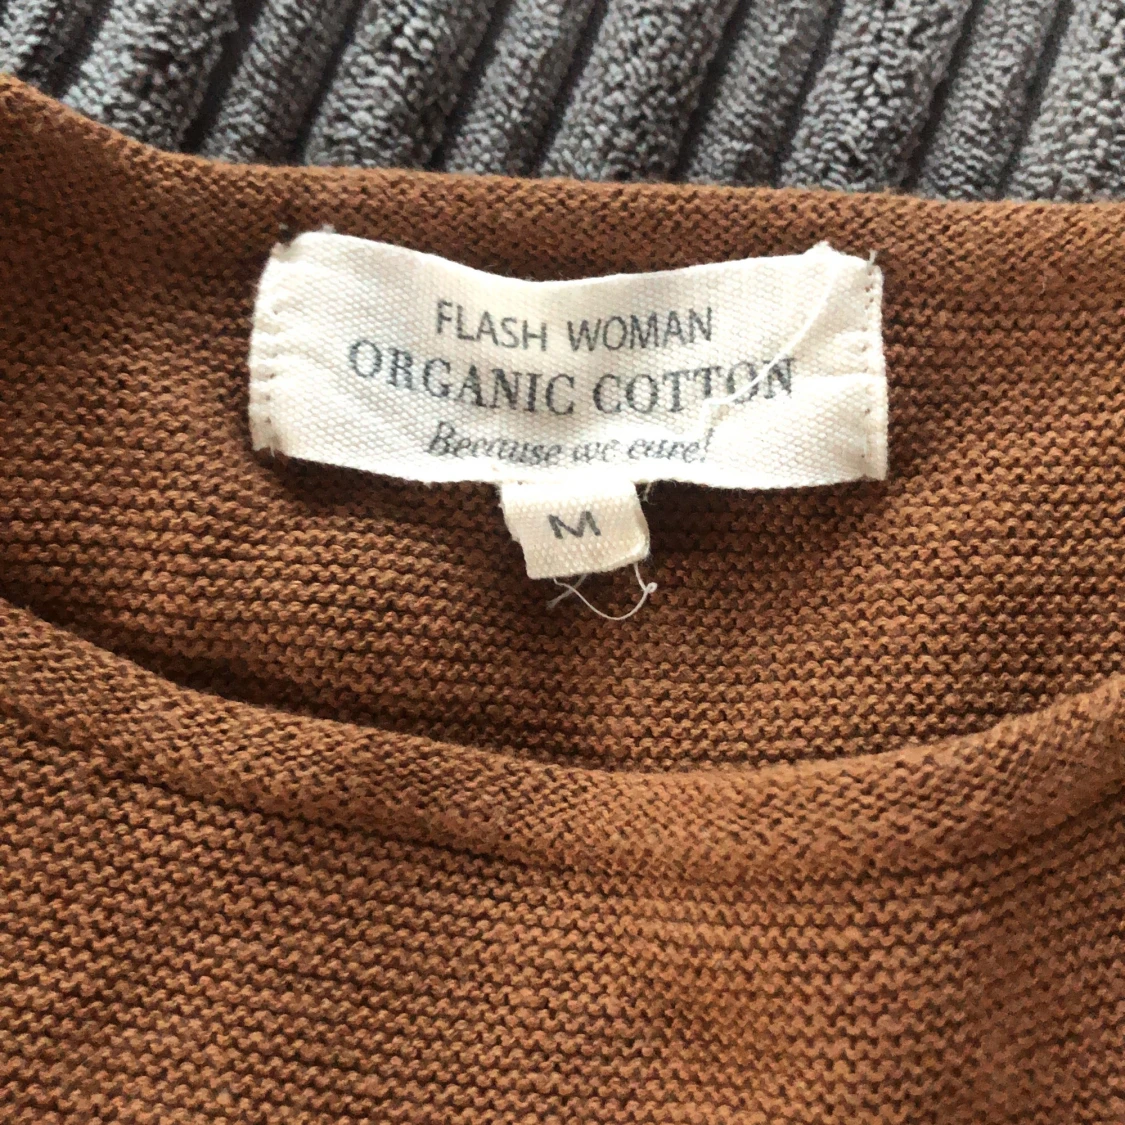 FLASH WOMAN
ORGANIC COTTON
Because we care!
M